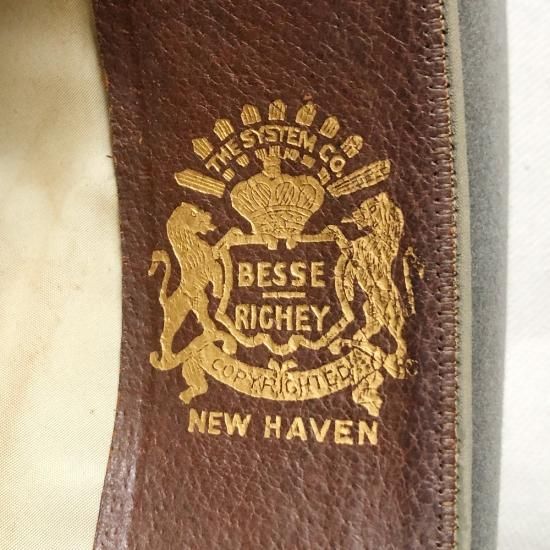 THE SYSTEM CO.
BESSE
RICHEY
COPYRIGHTED
NEW HAVEN